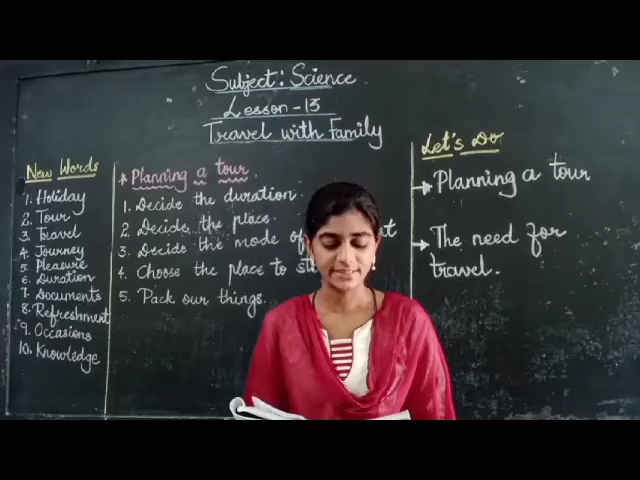 Subject: Science
Lesson - 13
Travel with Family
New Words
1. Holiday
2. Tour
3. Travel
4. Journey
5. Pleasure
6. Duration
7. Documents
8. Refreshment
9. Occasions
10. Knowledge
Planning a tour.
1. Decide the duration.
2. Decide the place.
3. Decide the mode of
4. Choose the place to
5. Pack our things.
Let's Do
→ Planning a tour
→ The need for
travel.